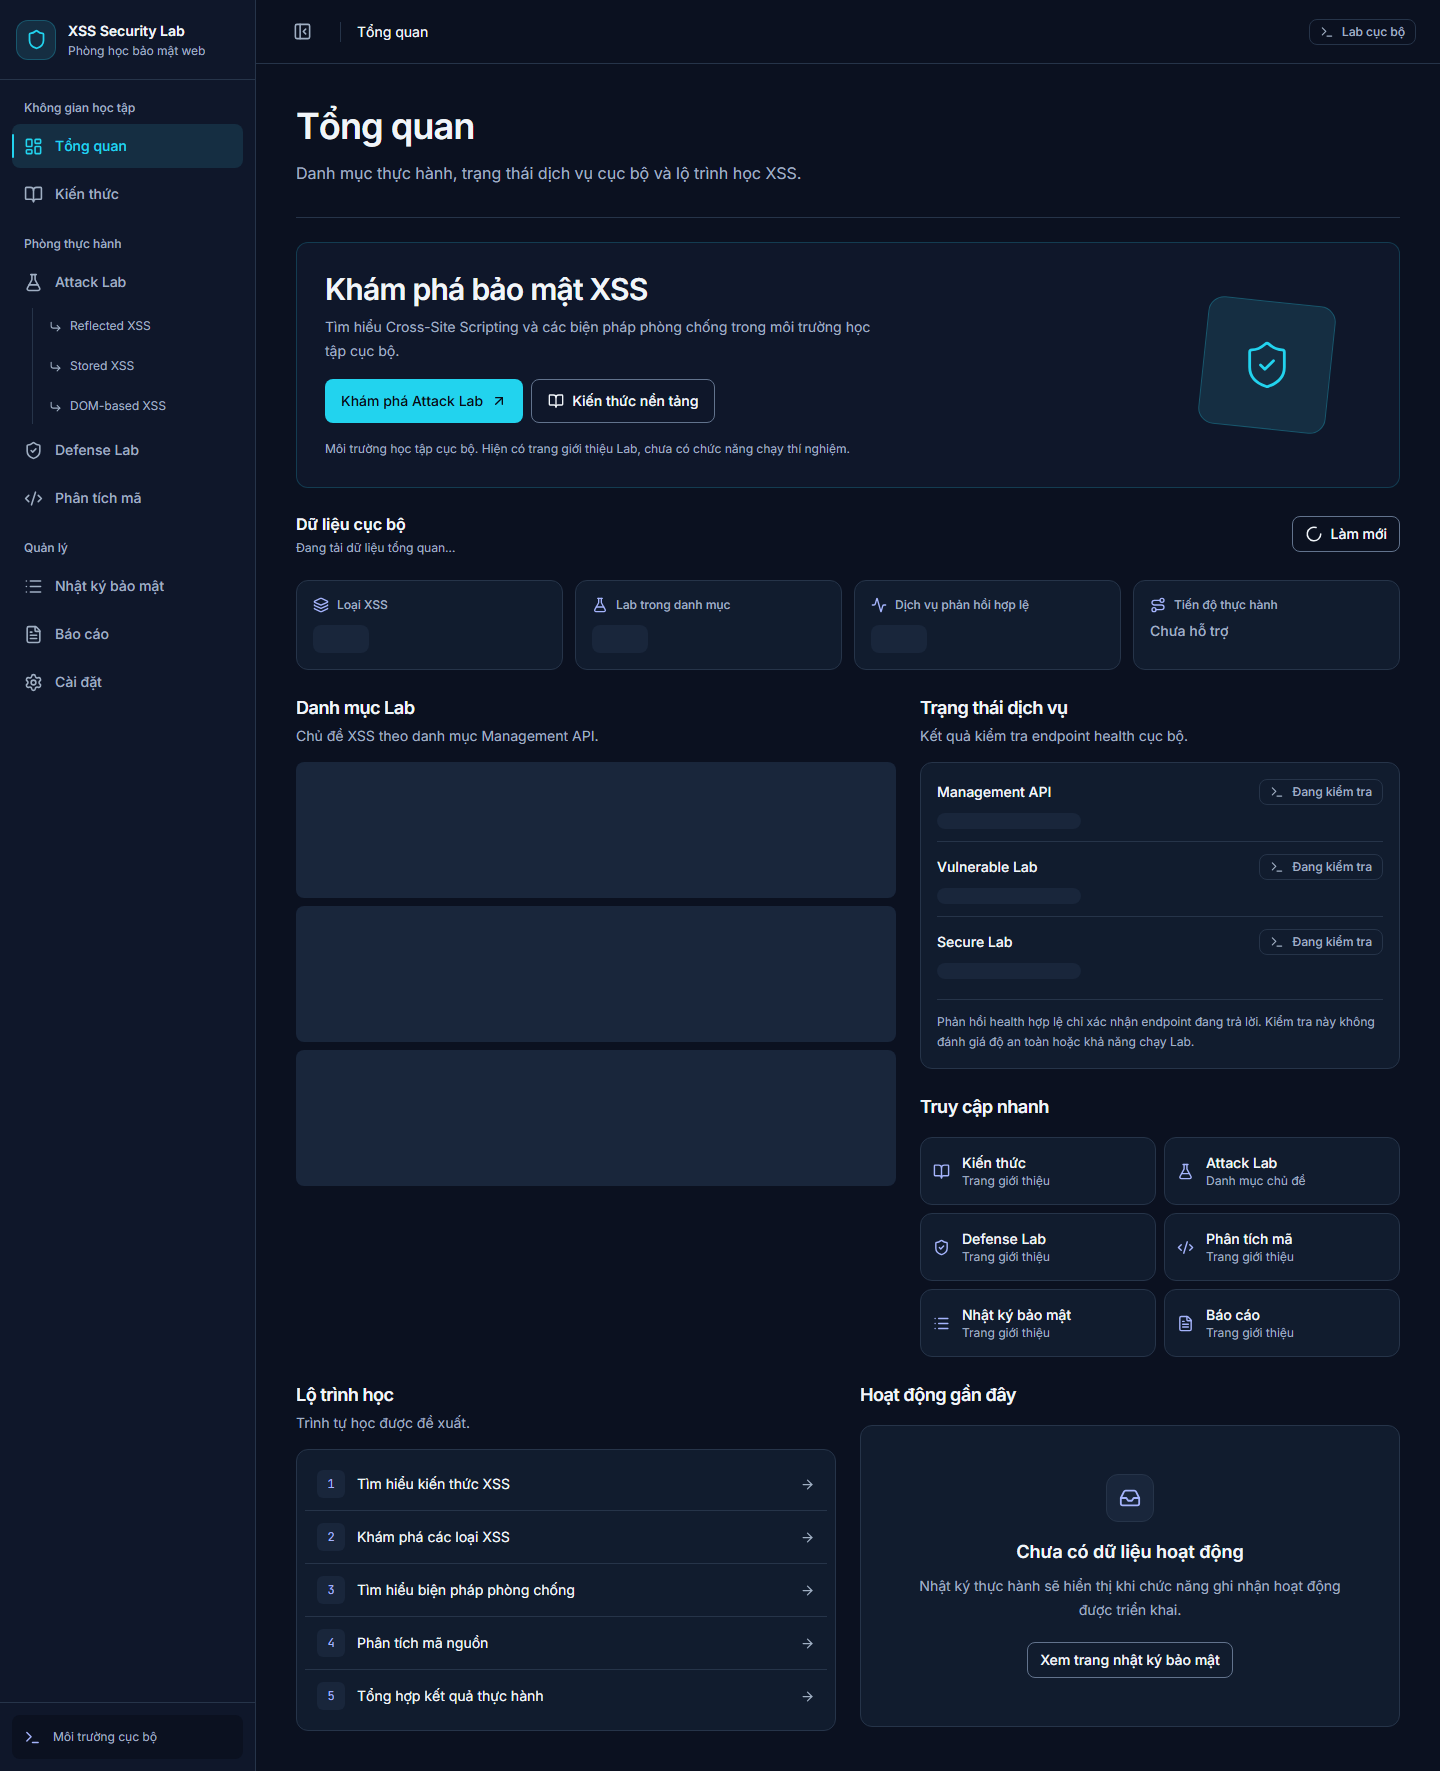 XSS Security Lab
Phòng học bảo mật web
Không gian học tập
Tổng quan
Kiến thức
Phòng thực hành
Attack Lab
Reflected XSS
Stored XSS
DOM-based XSS
Defense Lab
Phân tích mã
Quản lý
Nhật ký bảo mật
Báo cáo
Cài đặt
Môi trường cục bộ
Tổng quan
Lab cục bộ
Tổng quan
Danh mục thực hành, trạng thái dịch vụ cục bộ và lộ trình học XSS.
Khám phá bảo mật XSS
Tìm hiểu Cross-Site Scripting và các biện pháp phòng chống trong môi trường học
tập cục bộ.
Khám phá Attack Lab
Kiến thức nền tảng
Môi trường học tập cục bộ. Hiện có trang giới thiệu Lab, chưa có chức năng chạy thí nghiệm.
Dữ liệu cục bộ
Đang tải dữ liệu tổng quan...
Làm mới
Loại XSS
Lab trong danh mục
Dịch vụ phản hồi hợp lệ
Tiến độ thực hành
Chưa hỗ trợ
Danh mục Lab
Chủ đề XSS theo danh mục Management API.
Trạng thái dịch vụ
Kết quả kiểm tra endpoint health cục bộ.
Management API
Đang kiểm tra
Vulnerable Lab
Đang kiểm tra
Secure Lab
Đang kiểm tra
Phản hồi health hợp lệ chỉ xác nhận endpoint đang trả lời. Kiểm tra này không
đánh giá độ an toàn hoặc khả năng chạy Lab.
Truy cập nhanh
Kiến thức
Trang giới thiệu
Attack Lab
Danh mục chủ đề
Defense Lab
Trang giới thiệu
Phân tích mã
Trang giới thiệu
Nhật ký bảo mật
Trang giới thiệu
Báo cáo
Trang giới thiệu
Lộ trình học
Trình tự học được đề xuất.
1 Tìm hiểu kiến thức XSS
2 Khám phá các loại XSS
3 Tìm hiểu biện pháp phòng chống
4 Phân tích mã nguồn
5 Tổng hợp kết quả thực hành
Hoạt động gần đây
Chưa có dữ liệu hoạt động
Nhật ký thực hành sẽ hiển thị khi chức năng ghi nhận hoạt động
được triển khai.
Xem trang nhật ký bảo mật